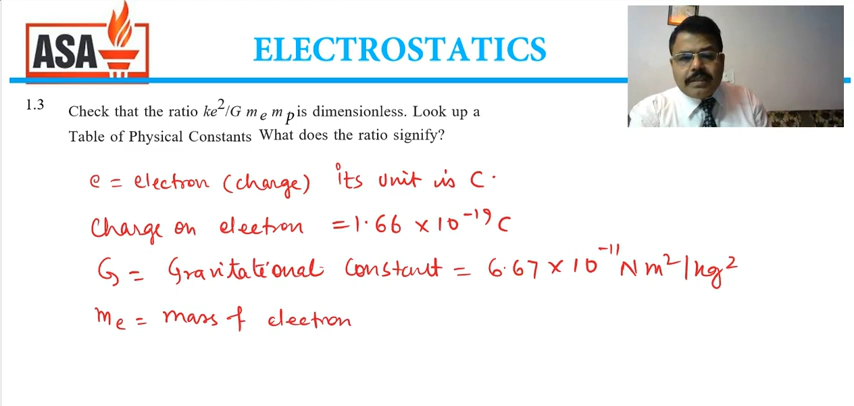 ASA
ELECTROSTATICS
1.3 Check that the ratio ke²/G mₑ mₚ is dimensionless. Look up a
Table of Physical Constants What does the ratio signify?
e = electron (charge) its unit is C.
Charge on electron = 1.66 × 10⁻¹⁹ C
G = Gravitational Constant = 6.67 × 10⁻¹¹ N m² / kg²
mₑ = mass of electron